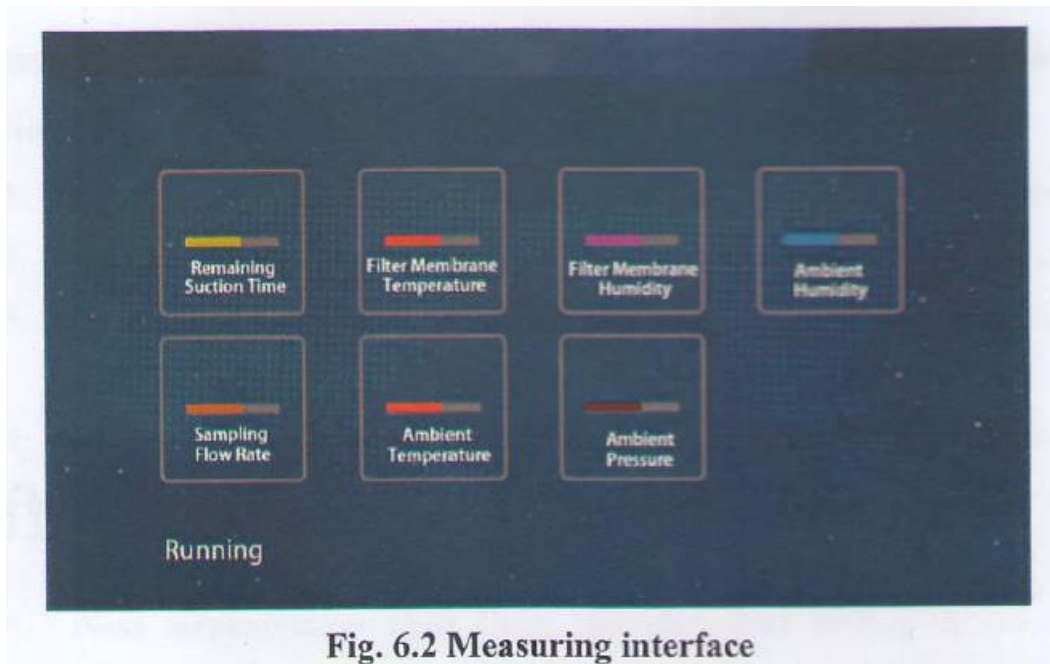 Remaining
Suction Time
Filter Membrane
Temperature
Filter Membrane
Humidity
Ambient
Humidity
Sampling
Flow Rate
Ambient
Temperature
Ambient
Pressure
Running
Fig. 6.2 Measuring interface